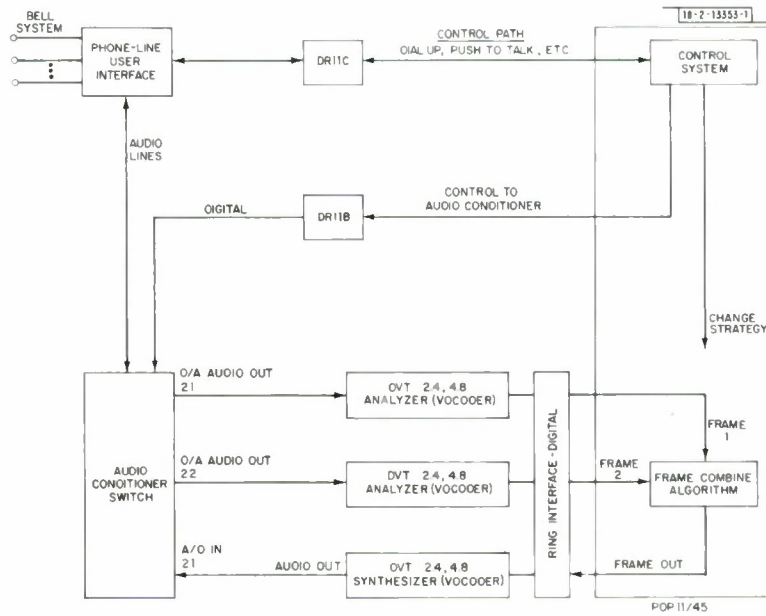 18-2-13353-1
BELL
SYSTEM
PHONE-LINE
USER
INTERFACE
DR11C
CONTROL PATH
DIAL UP, PUSH TO TALK, ETC
CONTROL
SYSTEM
AUDIO
LINES
DIGITAL
DR11B
CONTROL TO
AUDIO CONDITIONER
CHANGE
STRATEGY
AUDIO
CONDITIONER
SWITCH
D/A AUDIO OUT
21
DVT 2.4, 4.8
ANALYZER (VOCODER)
FRAME
1
D/A AUDIO OUT
22
DVT 2.4, 4.8
ANALYZER (VOCODER)
RING INTERFACE-DIGITAL
FRAME
2
FRAME COMBINE
ALGORITHM
A/D IN
21
AUDIO OUT
DVT 2.4, 4.8
SYNTHESIZER (VOCODER)
FRAME OUT
PDP 11/45